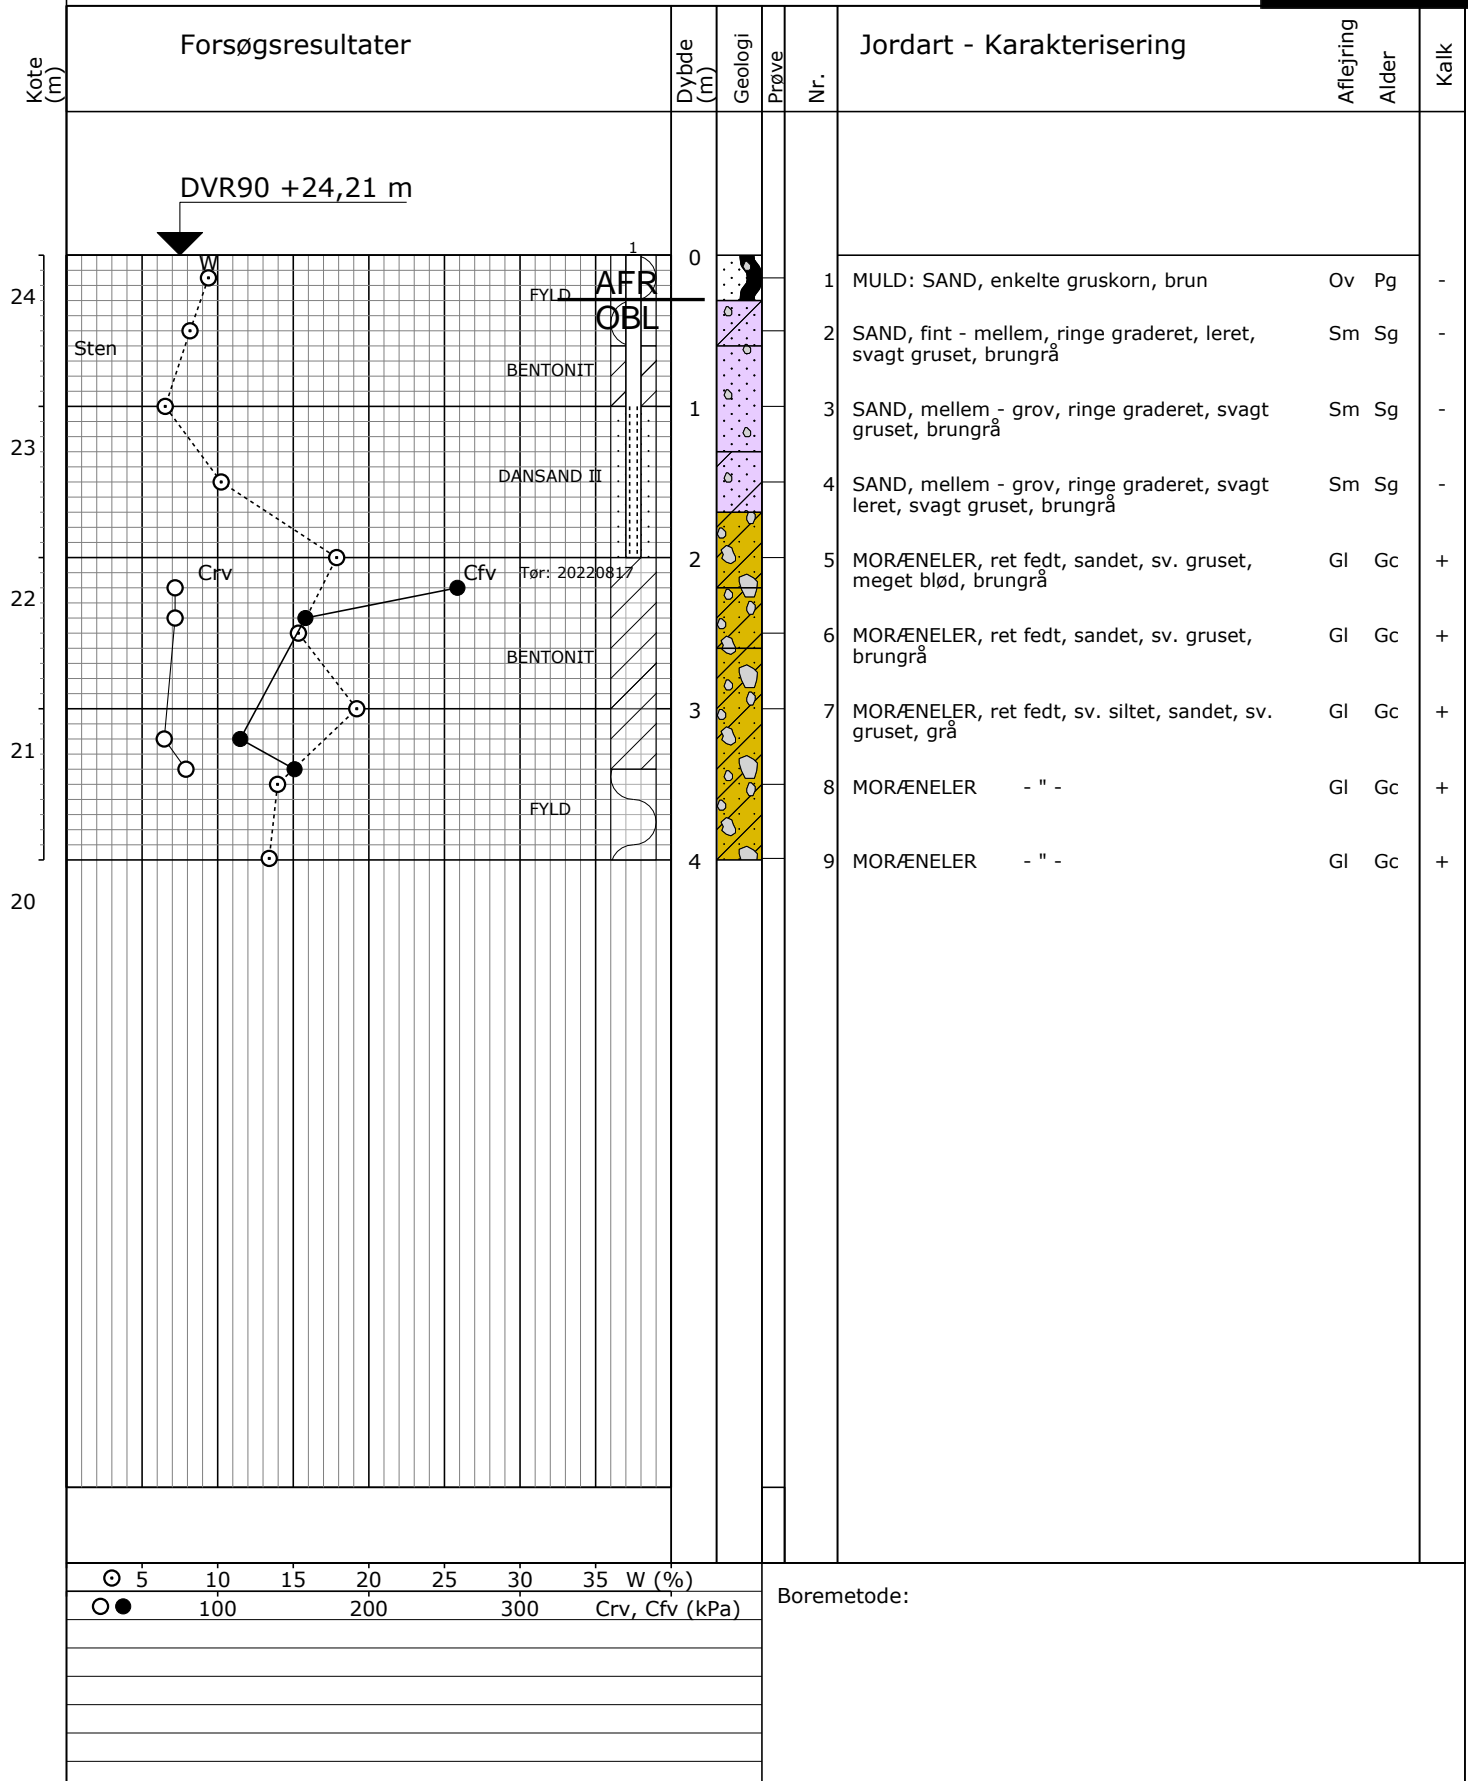 Kote
(m)
Forsøgsresultater
Dybde
(m)
Geologi
Prøve
Nr.
Jordart - Karakterisering
Aflejring
Alder
Kalk
DVR90 +24,21 m
1
W
0
24
FYLD
AFR
OBL
1 MULD: SAND, enkelte gruskorn, brun Ov Pg -
Sten
2 SAND, fint - mellem, ringe graderet, leret, Sm Sg -
svagt gruset, brungrå
BENTONIT
1
3 SAND, mellem - grov, ringe graderet, svagt Sm Sg -
gruset, brungrå
23
DANSAND II
4 SAND, mellem - grov, ringe graderet, svagt Sm Sg -
leret, svagt gruset, brungrå
2
5 MORÆNELER, ret fedt, sandet, sv. gruset, Gl Gc +
meget blød, brungrå
Crv
Cfv
Tør: 20220817
22
6 MORÆNELER, ret fedt, sandet, sv. gruset, Gl Gc +
brungrå
BENTONIT
3
7 MORÆNELER, ret fedt, sv. siltet, sandet, sv. Gl Gc +
gruset, grå
21
8 MORÆNELER - " - Gl Gc +
FYLD
4
9 MORÆNELER - " - Gl Gc +
20
5 10 15 20 25 30 35 W (%)
100 200 300 Crv, Cfv (kPa)
Boremetode: